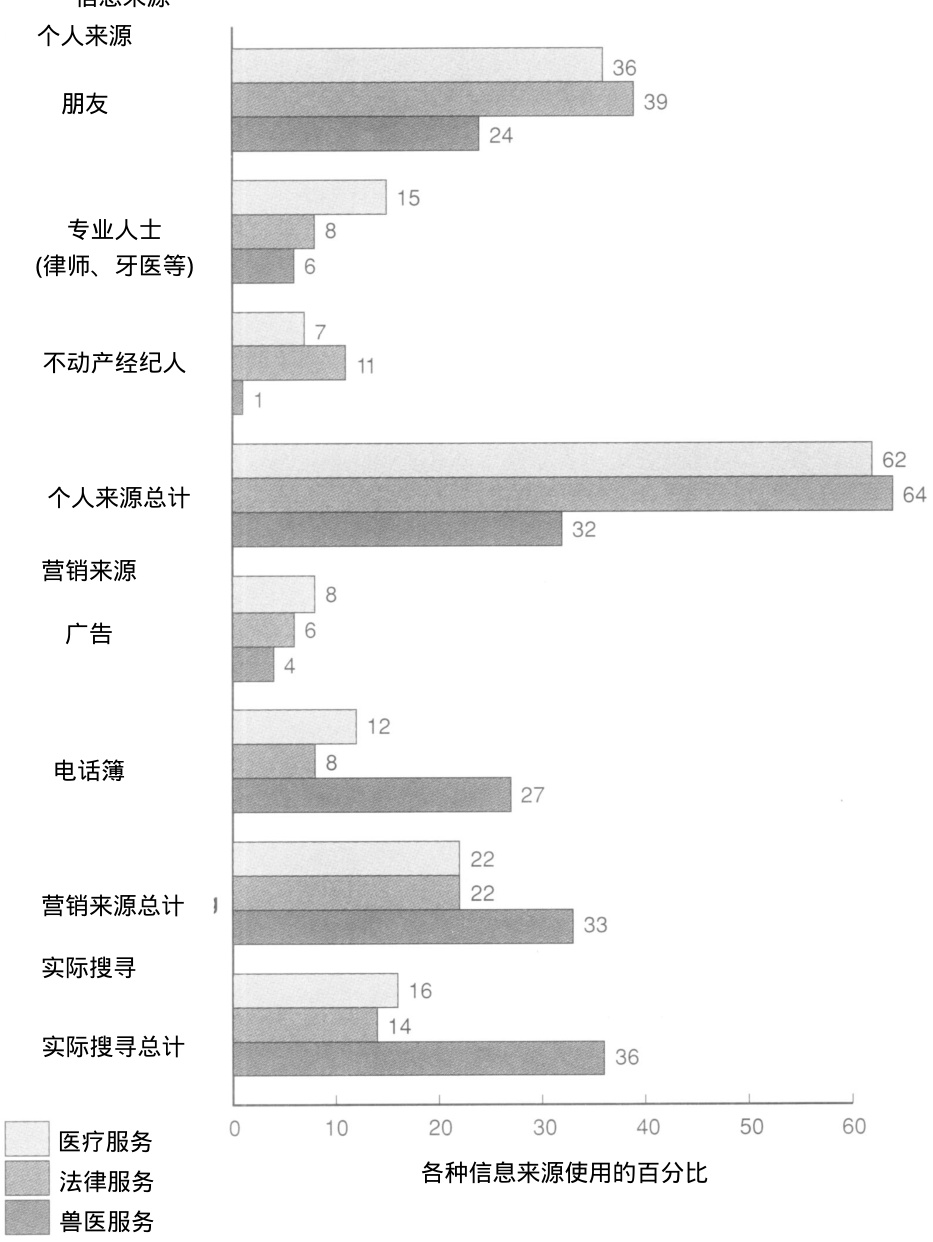 信息来源
个人来源
36
朋友
39
24
15
专业人士
8
(律师、牙医等)
6
7
不动产经纪人
11
1
62
个人来源总计
64
32
营销来源
8
广告
6
4
12
电话簿
8
27
22
营销来源总计
22
33
实际搜寻
16
14
实际搜寻总计
36
0 10 20 30 40 50 60
医疗服务
各种信息来源使用的百分比
法律服务
兽医服务